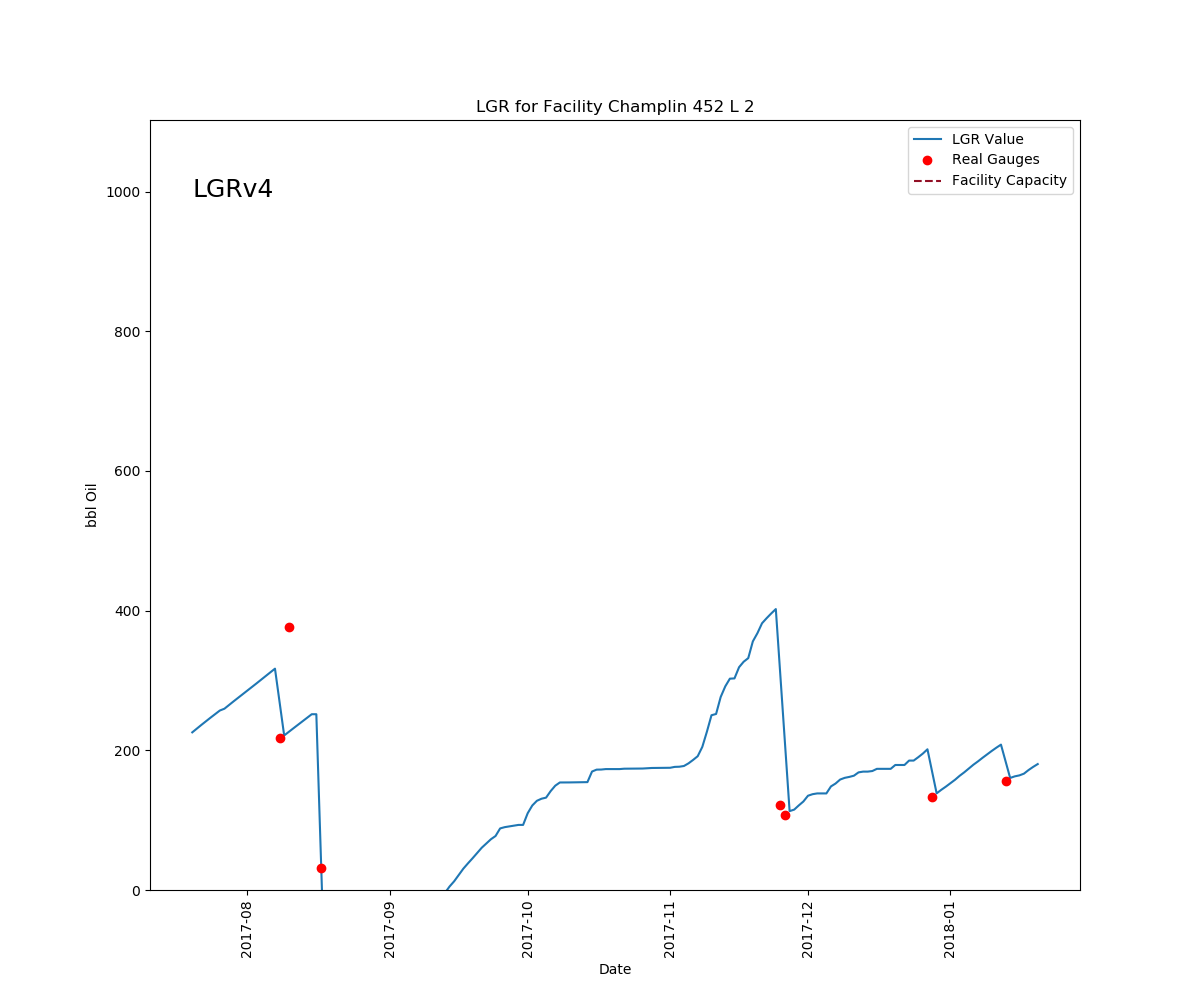 LGR for Facility Champlin 452 L 2
LGRv4
LGR Value
Real Gauges
Facility Capacity
1000
800
600
400
200
0
bbl Oil
2017-08
2017-09
2017-10
2017-11
2017-12
2018-01
Date